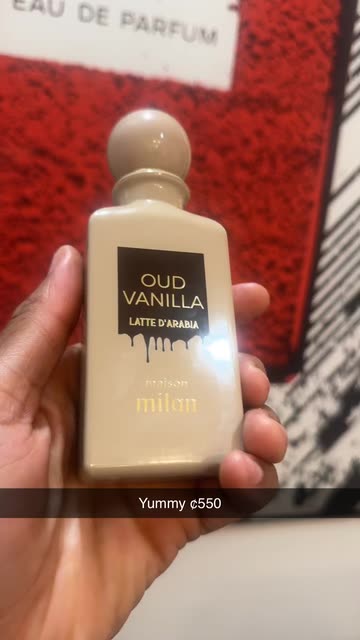 EAU DE PARFUM
OUD
VANILLA
LATTE D'ARABIA
maison
milan
Yummy ¢550